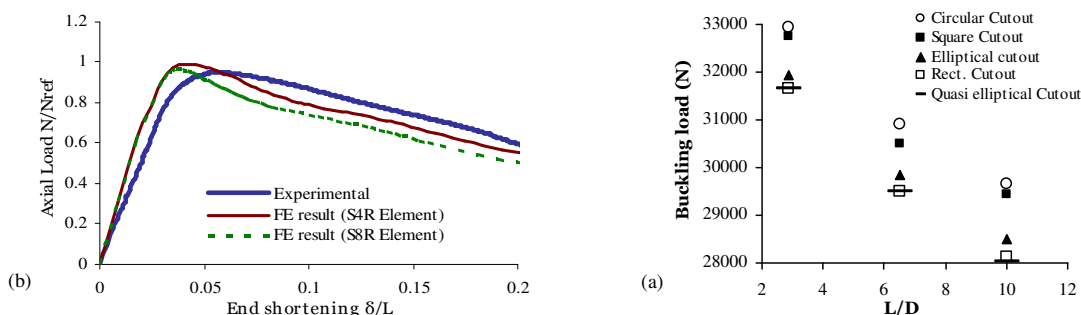 1.2
1
0.8
0.6
0.4
0.2
0
Axial Load N/Nref
Experimental
FE result (S4R Element)
FE result (S8R Element)
0
0.05
0.1
0.15
0.2
End shortening δ/L
(b)
33000
32000
31000
30000
29000
28000
Buckling load (N)
Circular Cutout
Square Cutout
Elliptical cutout
Rect. Cutout
Quasi elliptical Cutout
2
4
6
8
10
12
L/D
(a)